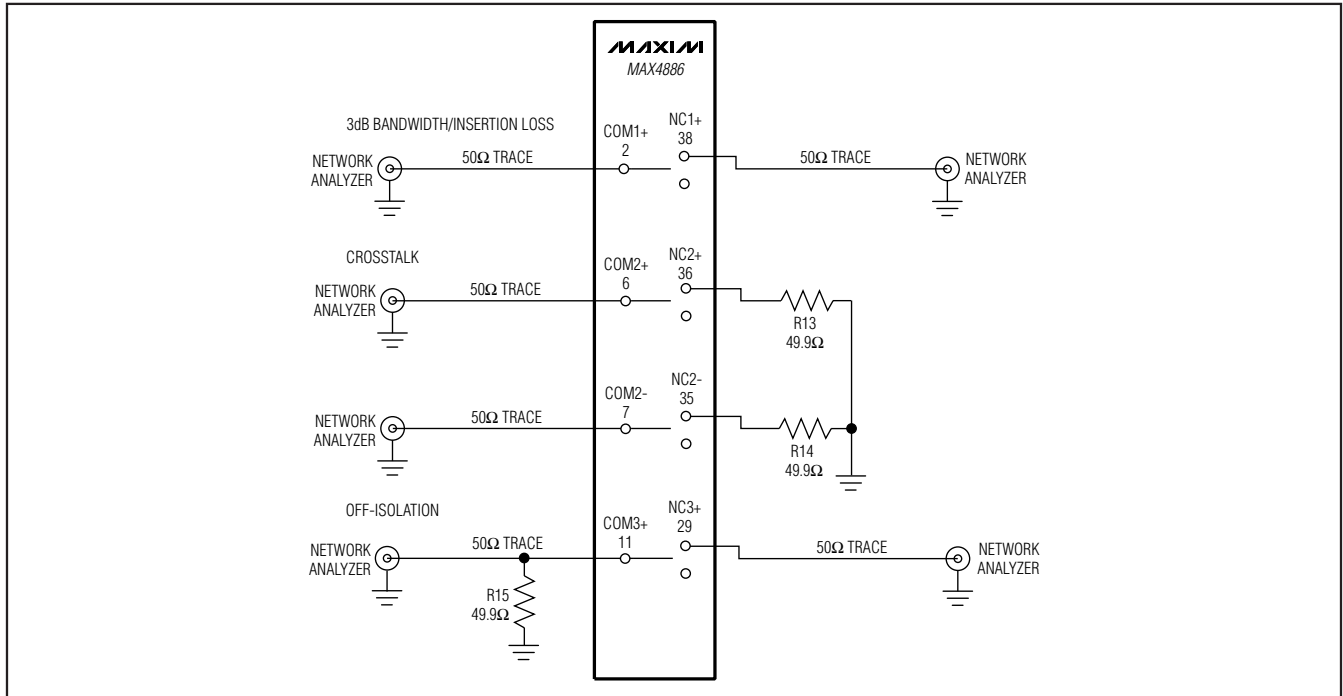 MAXIM
MAX4886
3dB BANDWIDTH/INSERTION LOSS
NETWORK
ANALYZER
50Ω TRACE
COM1+
2
NC1+
38
50Ω TRACE
NETWORK
ANALYZER
CROSSTALK
NETWORK
ANALYZER
50Ω TRACE
COM2+
6
NC2+
36
R13
49.9Ω
NETWORK
ANALYZER
50Ω TRACE
COM2-
7
NC2-
35
R14
49.9Ω
OFF-ISOLATION
NETWORK
ANALYZER
50Ω TRACE
R15
49.9Ω
COM3+
11
NC3+
29
50Ω TRACE
NETWORK
ANALYZER